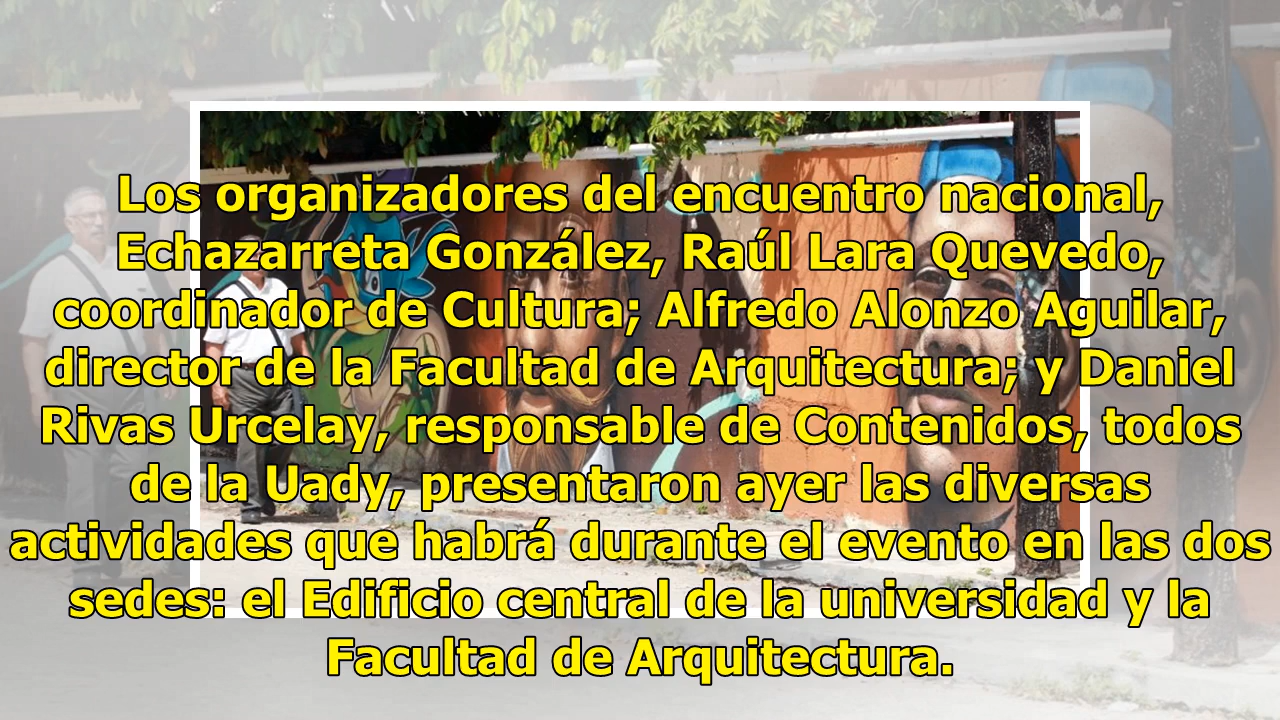 Los organizadores del encuentro nacional,
Echazarreta González, Raúl Lara Quevedo,
coordinador de Cultura; Alfredo Alonzo Aguilar,
director de la Facultad de Arquitectura; y Daniel
Rivas Urcelay, responsable de Contenidos, todos
de la Uady, presentaron ayer las diversas
actividades que habrá durante el evento en las dos
sedes: el Edificio central de la universidad y la
Facultad de Arquitectura.